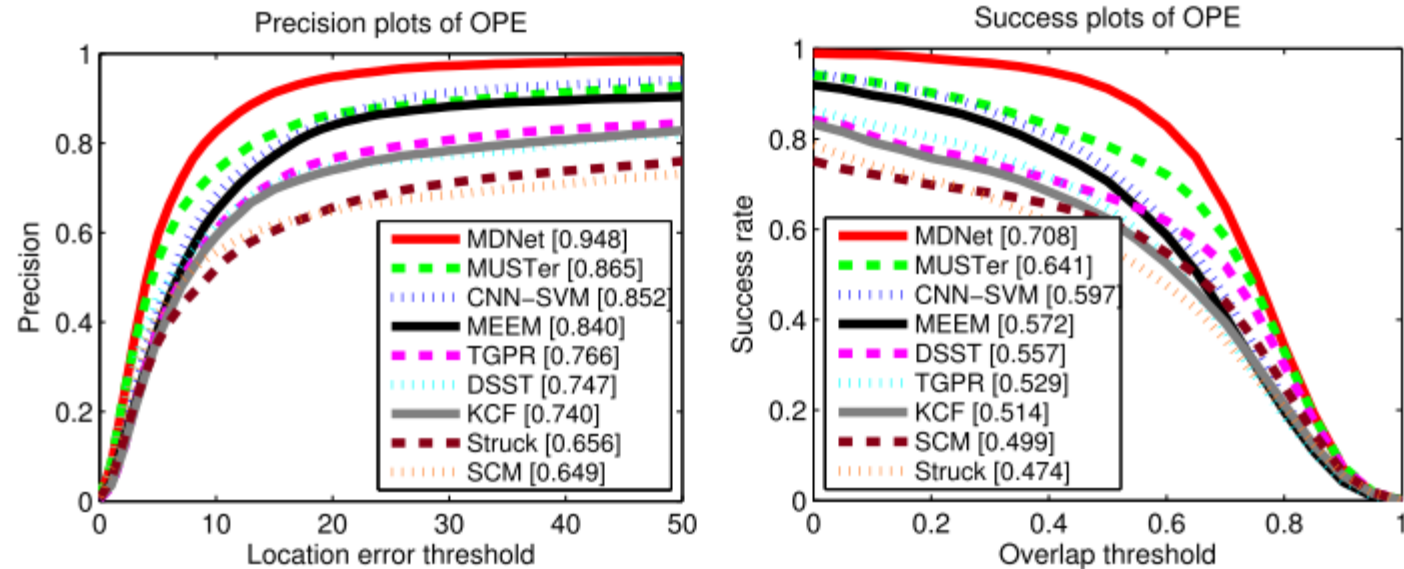 Precision plots of OPE
1
0.8
0.6
0.4
0.2
0
Precision
MDNet [0.948]
MUSTer [0.865]
CNN−SVM [0.852]
MEEM [0.840]
TGPR [0.766]
DSST [0.747]
KCF [0.740]
Struck [0.656]
SCM [0.649]
0 10 20 30 40 50
Location error threshold
Success plots of OPE
1
0.8
0.6
0.4
0.2
0
Success rate
MDNet [0.708]
MUSTer [0.641]
CNN−SVM [0.597]
MEEM [0.572]
DSST [0.557]
TGPR [0.529]
KCF [0.514]
SCM [0.499]
Struck [0.474]
0 0.2 0.4 0.6 0.8 1
Overlap threshold